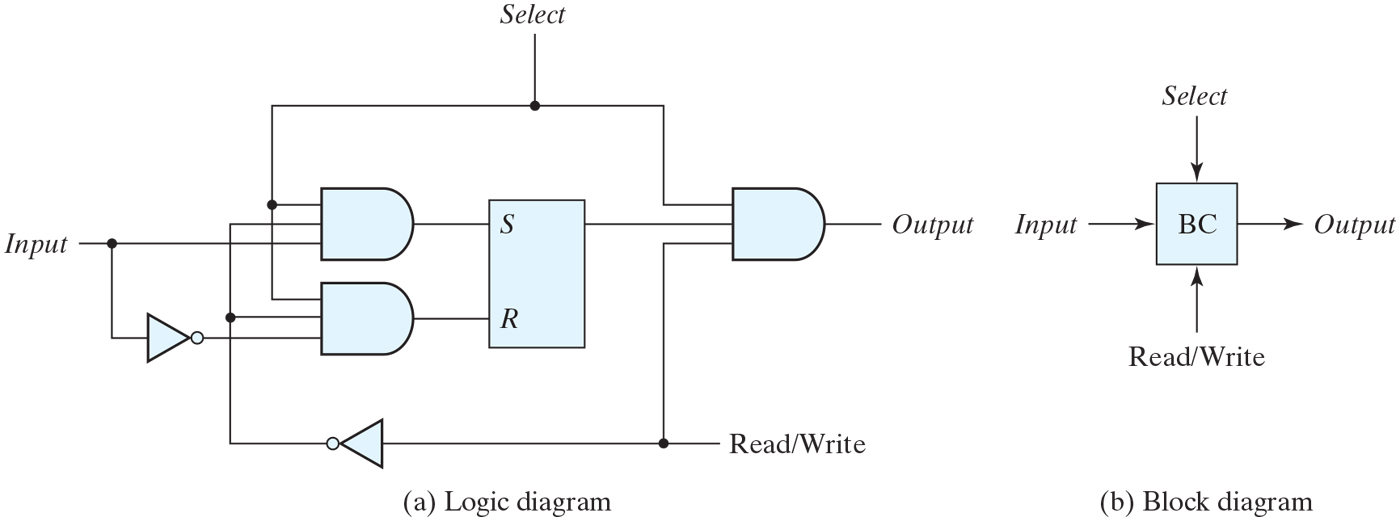 Select
Input
S
R
Output
Read/Write
(a) Logic diagram
Select
Input
BC
Output
Read/Write
(b) Block diagram